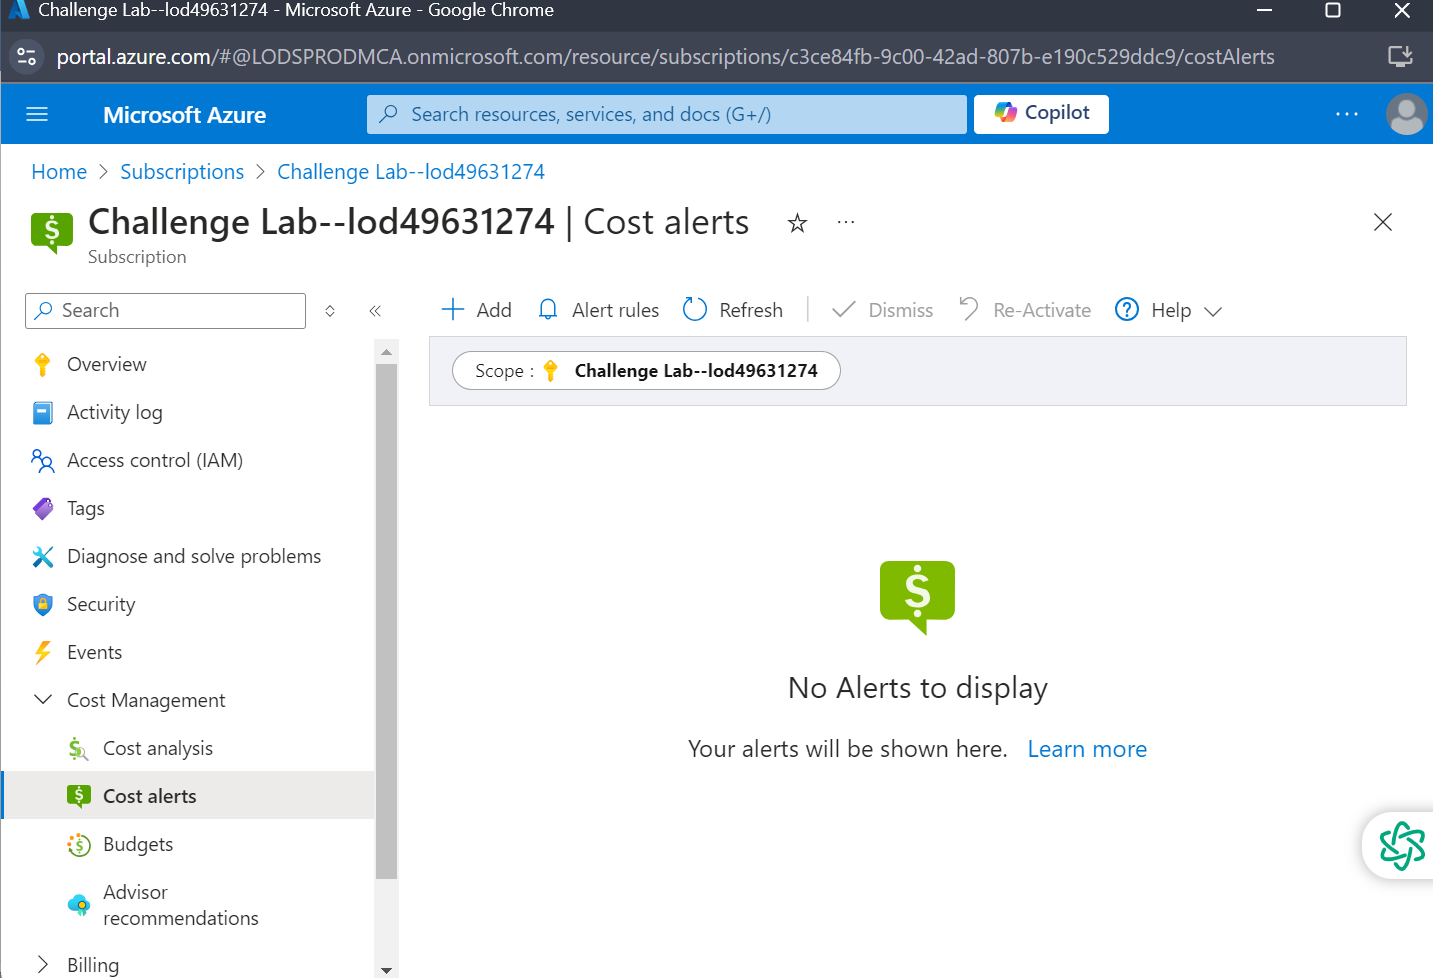 Challenge Lab--lod49631274 - Microsoft Azure - Google Chrome
portal.azure.com/#@LODSPRODMCA.onmicrosoft.com/resource/subscriptions/c3ce84fb-9c00-42ad-807b-e190c529ddc9/costAlerts
Microsoft Azure
Search resources, services, and docs (G+/)
Copilot
Home > Subscriptions > Challenge Lab--lod49631274
Challenge Lab--lod49631274 | Cost alerts
Subscription
Search
Add
Alert rules
Refresh
Dismiss
Re-Activate
Help
Overview
Activity log
Access control (IAM)
Tags
Diagnose and solve problems
Security
Events
Cost Management
Cost analysis
Cost alerts
Budgets
Advisor
recommendations
Billing
Scope : Challenge Lab--lod49631274
No Alerts to display
Your alerts will be shown here. Learn more